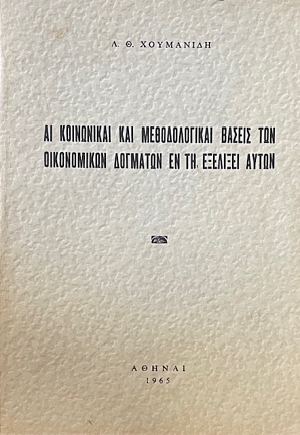 Λ. Θ. ΧΟΥΜΑΝΙΔΗ
ΑΙ ΚΟΙΝΩΝΙΚΑΙ ΚΑΙ ΜΕΘΟΔΟΛΟΓΙΚΑΙ ΒΑΣΕΙΣ ΤΩΝ
ΟΙΚΟΝΟΜΙΚΩΝ ΔΟΓΜΑΤΩΝ ΕΝ ΤΗ ΕΞΕΛΙΞΕΙ ΑΥΤΩΝ
ΑΘΗΝΑΙ
1965